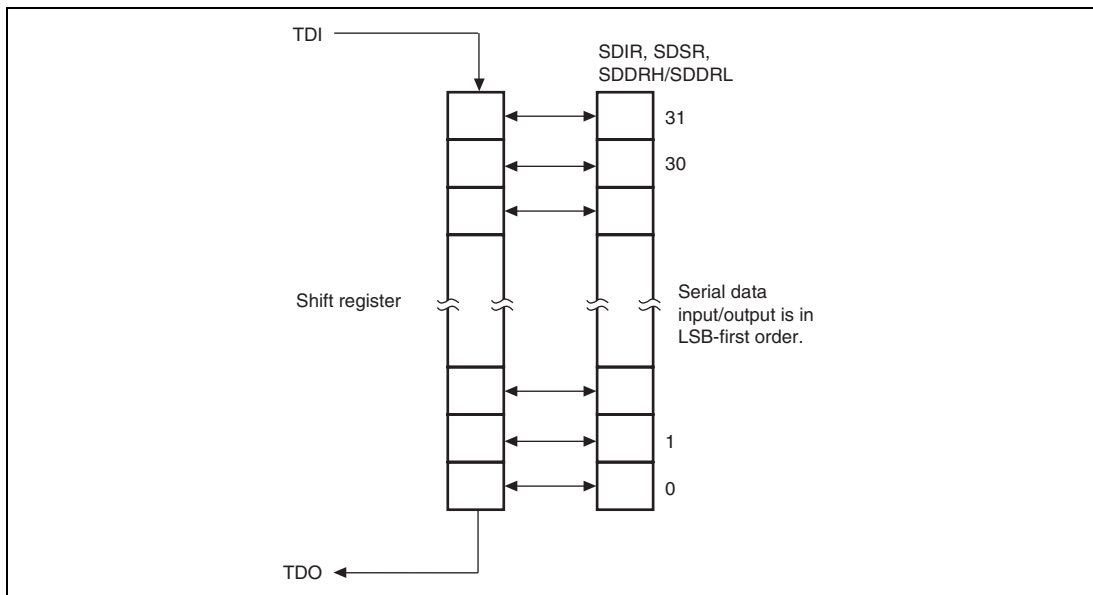 TDI
SDIR, SDSR,
SDDRH/SDDRL
31
30
Shift register
Serial data
input/output is in
LSB-first order.
1
0
TDO